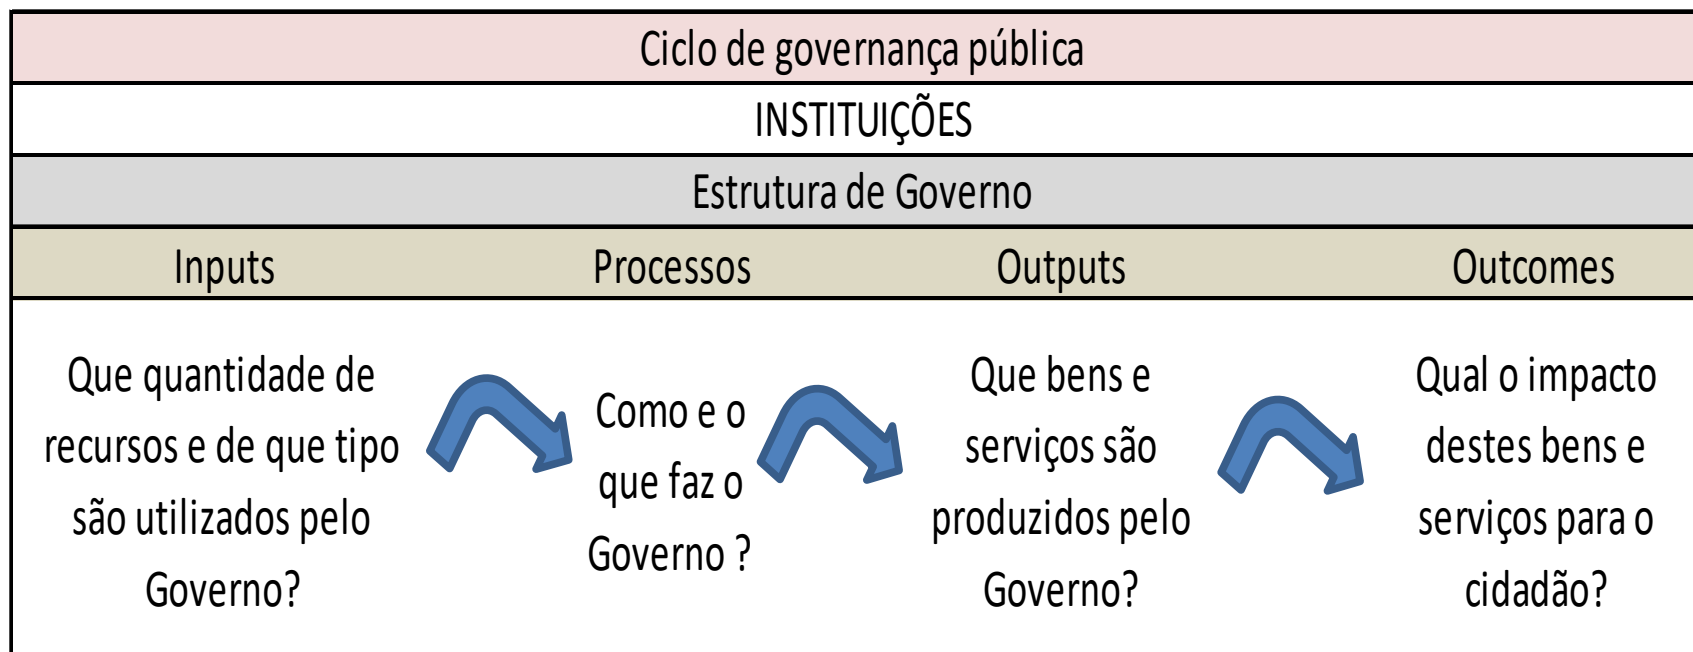 Ciclo de governança pública
INSTITUIÇÕES
Estrutura de Governo
Inputs
Processos
Outputs
Outcomes
Que quantidade de
recursos e de que tipo
são utilizados pelo
Governo?
Como e o
que faz o
Governo ?
Que bens e
serviços são
produzidos pelo
Governo?
Qual o impacto
destes bens e
serviços para o
cidadão?